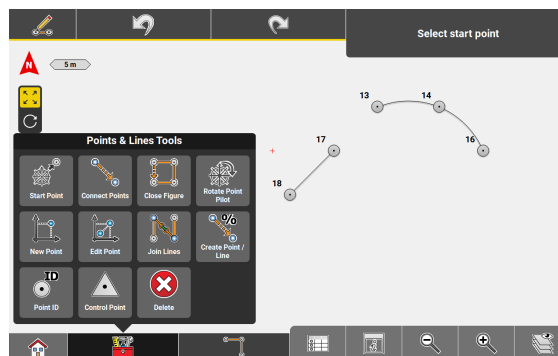 Select start point
N
5 m
13
14
16
17
18
Points & Lines Tools
Start Point
Connect Points
Close Figure
Rotate Point
Pilot
New Point
Edit Point
Join Lines
%
Create Point /
Line
ID
Point ID
Control Point
Delete